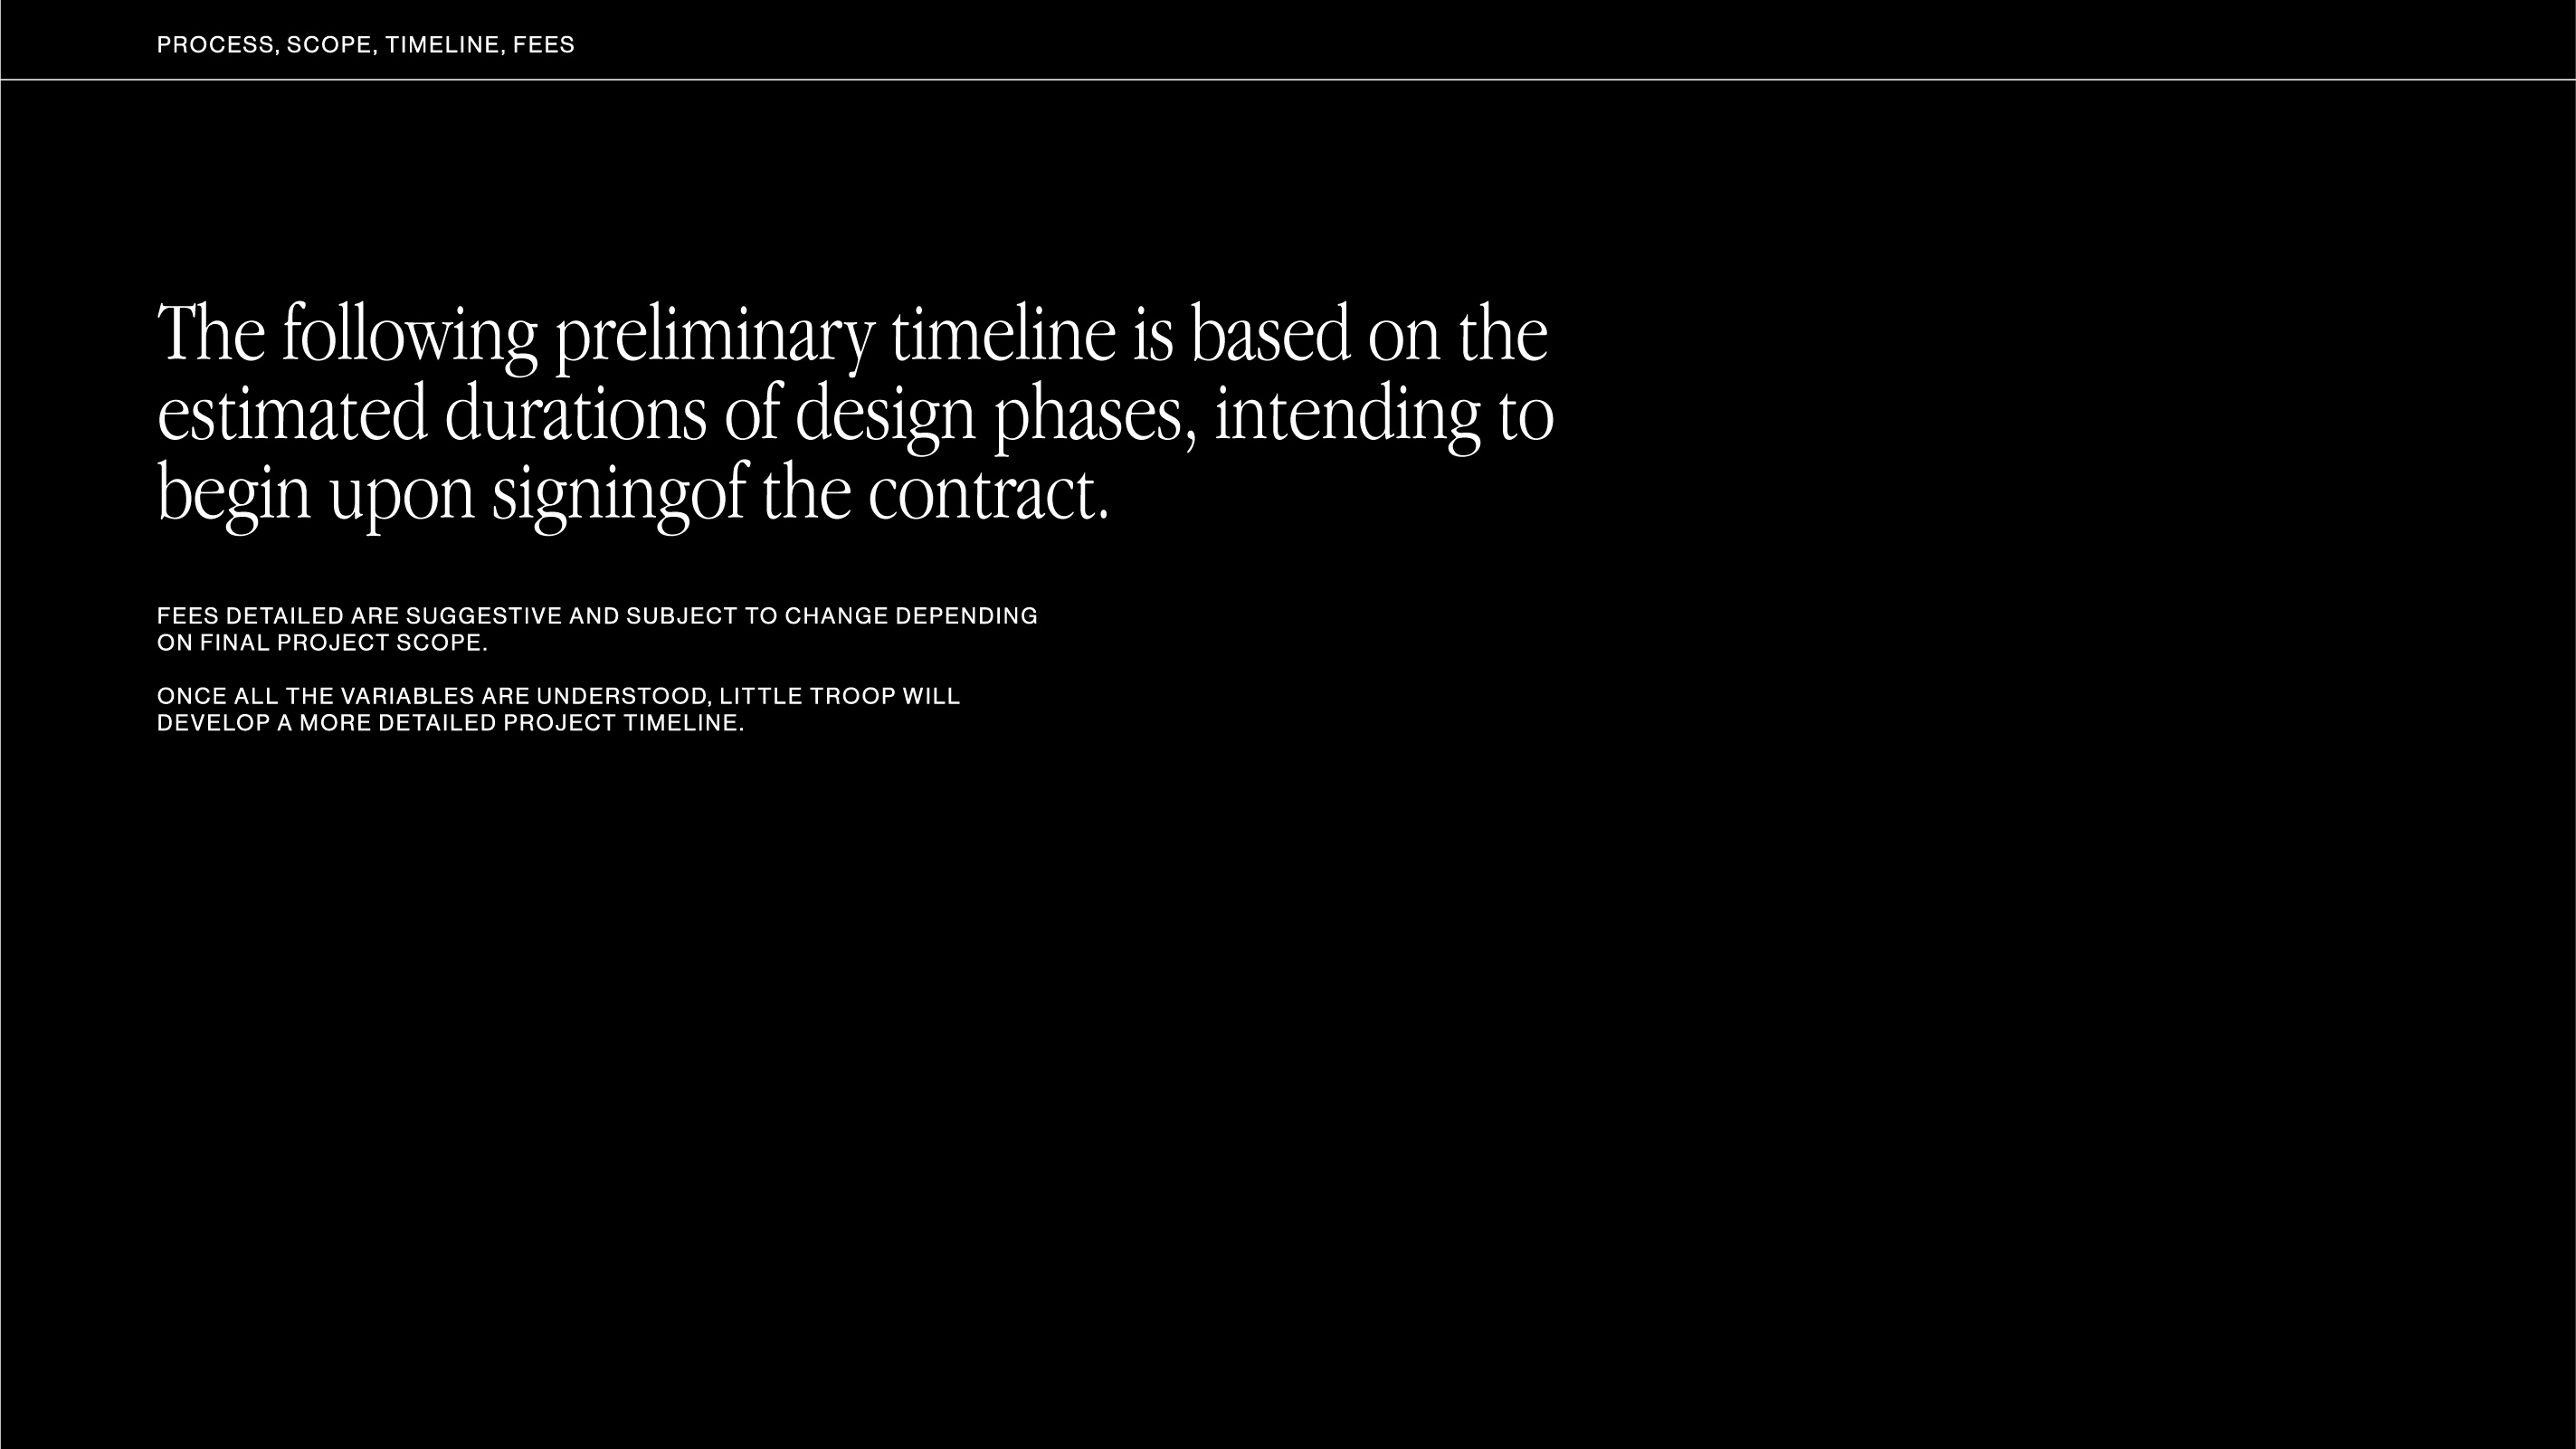 PROCESS, SCOPE, TIMELINE, FEES
The following preliminary timeline is based on the
estimated durations of design phases, intending to
begin upon signingof the contract.
FEES DETAILED ARE SUGGESTIVE AND SUBJECT TO CHANGE DEPENDING
ON FINAL PROJECT SCOPE.
ONCE ALL THE VARIABLES ARE UNDERSTOOD, LITTLE TROOP WILL
DEVELOP A MORE DETAILED PROJECT TIMELINE.